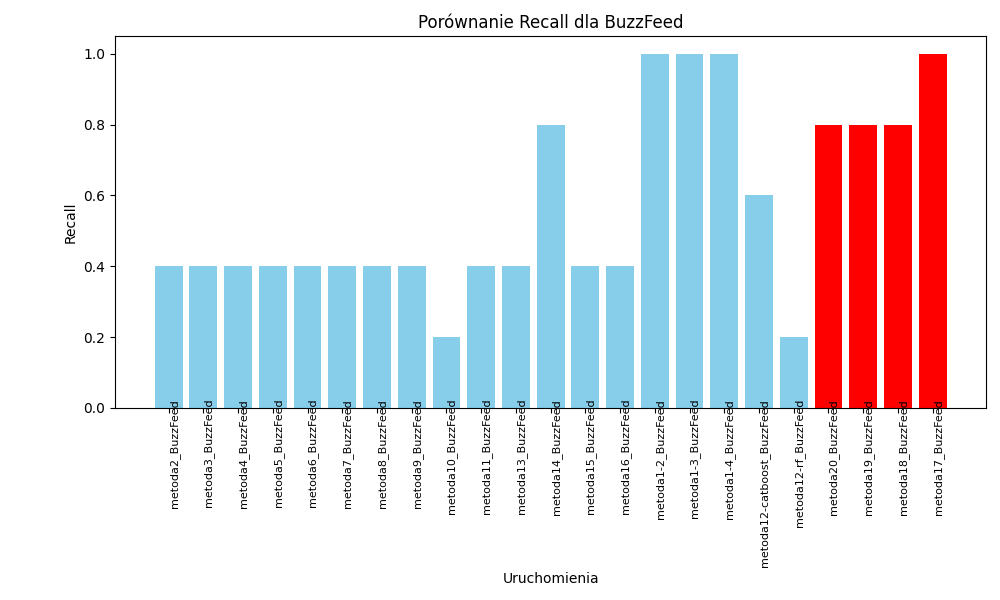 Porównanie Recall dla BuzzFeed
Recall
1.0
0.8
0.6
0.4
0.2
0.0
metoda2_BuzzFeed
metoda3_BuzzFeed
metoda4_BuzzFeed
metoda5_BuzzFeed
metoda6_BuzzFeed
metoda7_BuzzFeed
metoda8_BuzzFeed
metoda9_BuzzFeed
metoda10_BuzzFeed
metoda11_BuzzFeed
metoda13_BuzzFeed
metoda14_BuzzFeed
metoda15_BuzzFeed
metoda16_BuzzFeed
metoda1-2_BuzzFeed
metoda1-3_BuzzFeed
metoda1-4_BuzzFeed
metoda12-catboost_BuzzFeed
metoda12-rf_BuzzFeed
metoda20_BuzzFeed
metoda19_BuzzFeed
metoda18_BuzzFeed
metoda17_BuzzFeed
Uruchomienia